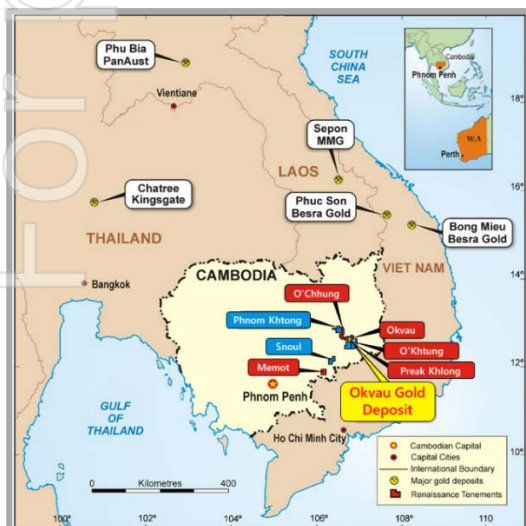 For
Phu Bia
PanAust
Vientiane
SOUTH
CHINA
SEA
Cambodia
Phnom Penh
W.A
Perth
18°
Sepon
MMG
LAOS
16°
Chatree
Kingsgate
Phuc Son
Besra Gold
Bong Mieu
Besra Gold
THAILAND
VIET NAM
14°
CAMBODIA
Bangkok
O'Chhung
Phnom Khtong
Okvau
Snoul
O'Khtung
Memot
Preak Khlong
12°
Phnom Penh
Okvau Gold
Deposit
GULF
OF
THAILAND
Ho Chi Minh City
10°
0
Kilometres
400
Cambodian Capital
Capital Cities
International Boundary
Major gold deposits
Renaissance Tenements
100°
102°
104°
106°
108°
110°